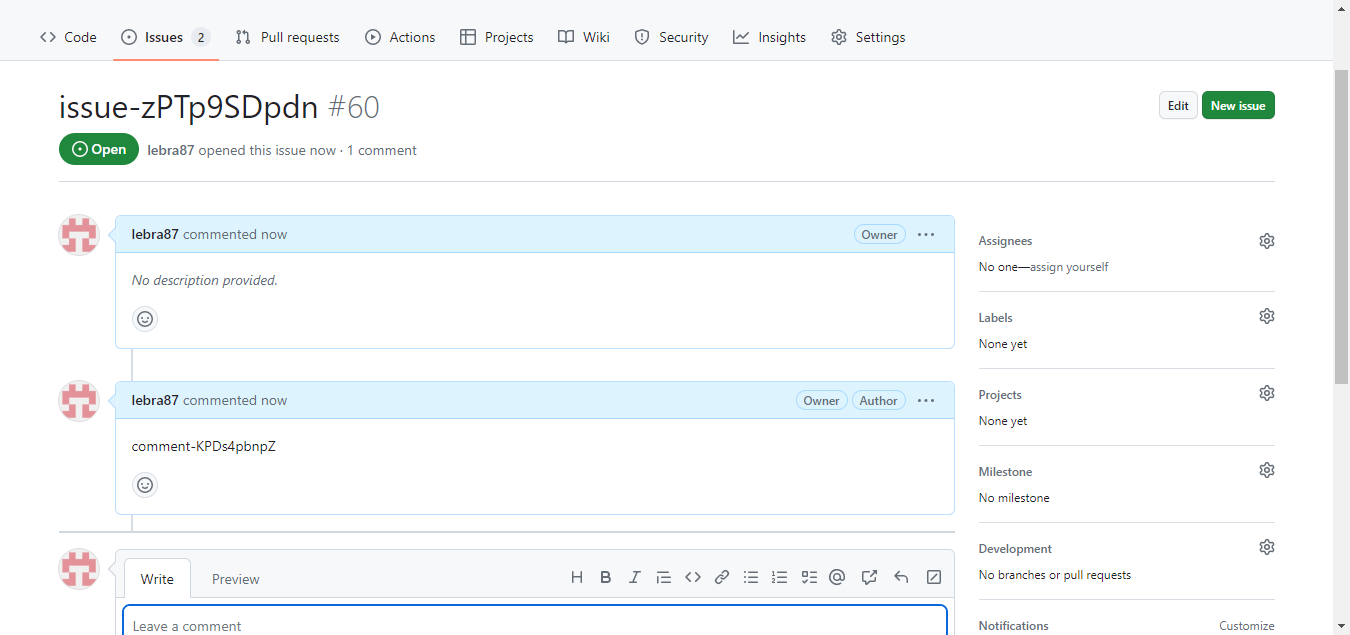 Code Issues 2 Pull requests Actions Projects Wiki Security Insights Settings
issue-zPTp9SDpdn #60
Edit New issue
Open lebra87 opened this issue now · 1 comment
lebra87 commented now Owner
No description provided.
lebra87 commented now Owner Author
comment-KPDs4pbnpZ
Write Preview
Leave a comment
Assignees
No one—assign yourself
Labels
None yet
Projects
None yet
Milestone
No milestone
Development
No branches or pull requests
Notifications Customize